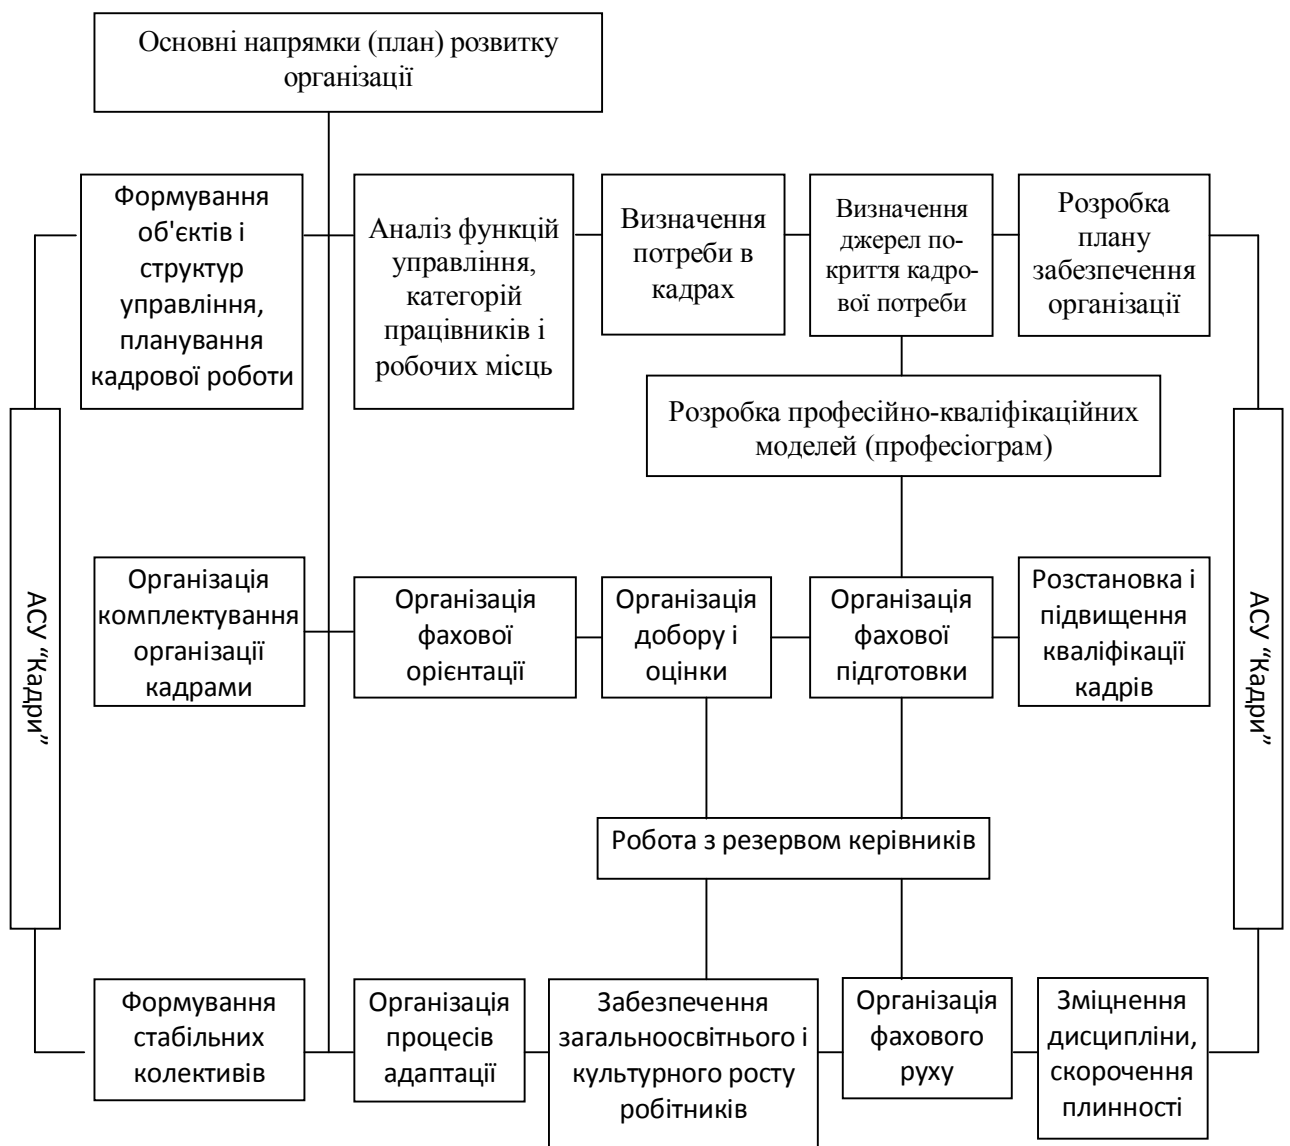 Основні напрямки (план) розвитку
організації
Формування
об'єктів і
структур
управління,
планування
кадрової роботи
Аналіз функцій
управління,
категорій
працівників і
робочих місць
Визначення
потреби в
кадрах
Визначення
джерел по-
криття кадро-
вої потреби
Розробка
плану
забезпечення
організації
Розробка професійно-кваліфікаційних
моделей (професіограм)
АСУ “Кадри”
Організація
комплектування
організації
кадрами
Організація
фахової
орієнтації
Організація
добору і
оцінки
Організація
фахової
підготовки
Розстановка і
підвищення
кваліфікації
кадрів
АСУ “Кадри”
Робота з резервом керівників
Формування
стабільних
колективів
Організація
процесів
адаптації
Забезпечення
загальноосвітнього і
культурного росту
робітників
Організація
фахового
руху
Зміцнення
дисципліни,
скорочення
плинності